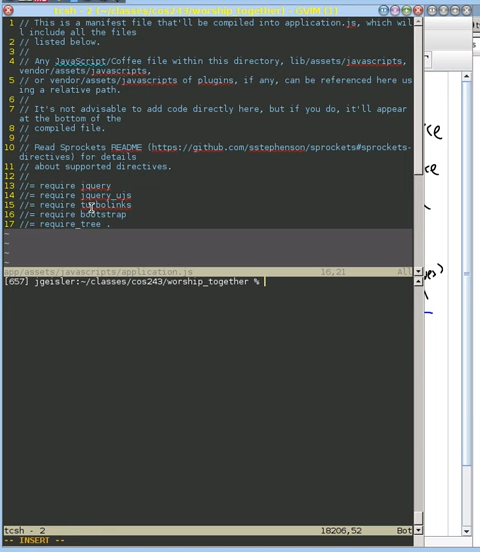 tcsh - 2 (~/classes/cos243/worship_together) - GVIM
1 // This is a manifest file that'll be compiled into application.js, which wil
l include all the files
2 // listed below.
3 //
4 // Any JavaScript/Coffee file within this directory, lib/assets/javascripts,
vendor/assets/javascripts,
5 // or vendor/assets/javascripts of plugins, if any, can be referenced here us
ing a relative path.
6 //
7 // It's not advisable to add code directly here, but if you do, it'll appear
at the bottom of the
8 // compiled file.
9 //
10 // Read Sprockets README (https://github.com/sstephenson/sprockets#sprockets-
directives) for details
11 // about supported directives.
12 //
13 //= require jquery
14 //= require jquery_ujs
15 //= require turbolinks
16 //= require bootstrap
17 //= require_tree .
~
~
~
~
app/assets/javascripts/application.js 16,21 All
[657] jgeisler:~/classes/cos243/worship_together %
tcsh - 2 18206,52 Bot
-- INSERT --